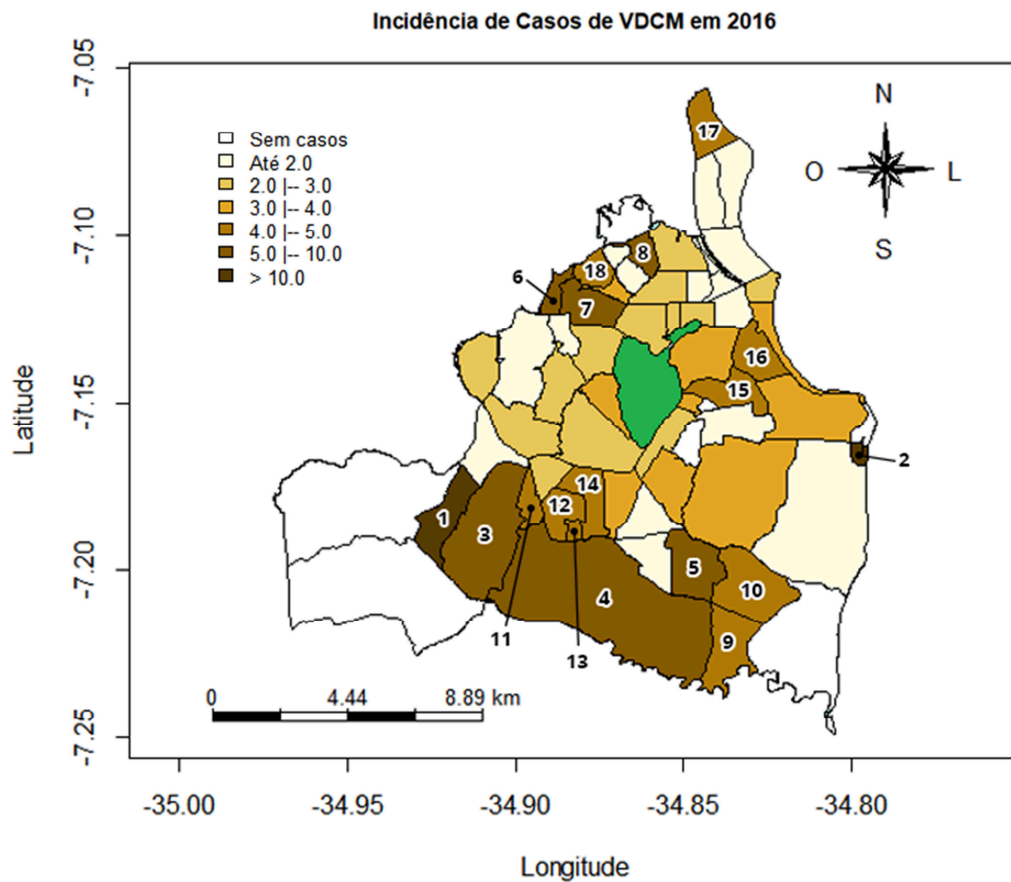 Incidência de Casos de VDCM em 2016
-7.05
-7.10
-7.15
-7.20
-7.25
Latitude
Sem casos
Até 2.0
2.0 |-- 3.0
3.0 |-- 4.0
4.0 |-- 5.0
5.0 |-- 10.0
> 10.0
N
O
L
S
17
8
18
6
7
16
15
2
14
12
1
3
5
10
4
9
11
13
0 4.44 8.89 km
-35.00 -34.95 -34.90 -34.85 -34.80
Longitude